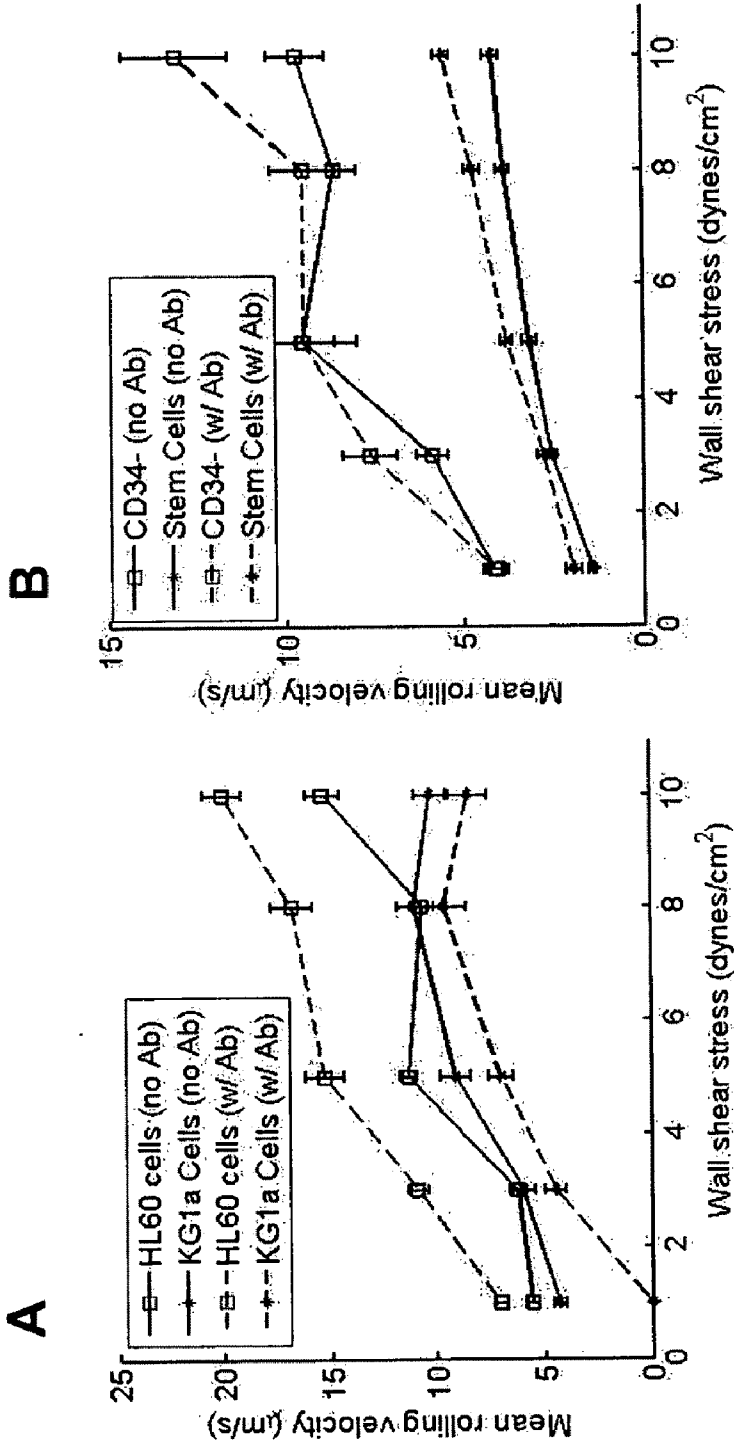 A
25
20
15
10
5
0
Mean rolling velocity (μm/s)
HL60 cells (no Ab)
KG1a Cells (no Ab)
HL60 cells (w/ Ab)
KG1a Cells (w/ Ab)
0 2 4 6 8 10
Wall shear stress (dynes/cm²)
B
15
10
5
0
Mean rolling velocity (μm/s)
CD34- (no Ab)
Stem Cells (no Ab)
CD34- (w/ Ab)
Stem Cells (w/ Ab)
0 2 4 6 8 10
Wall shear stress (dynes/cm²)